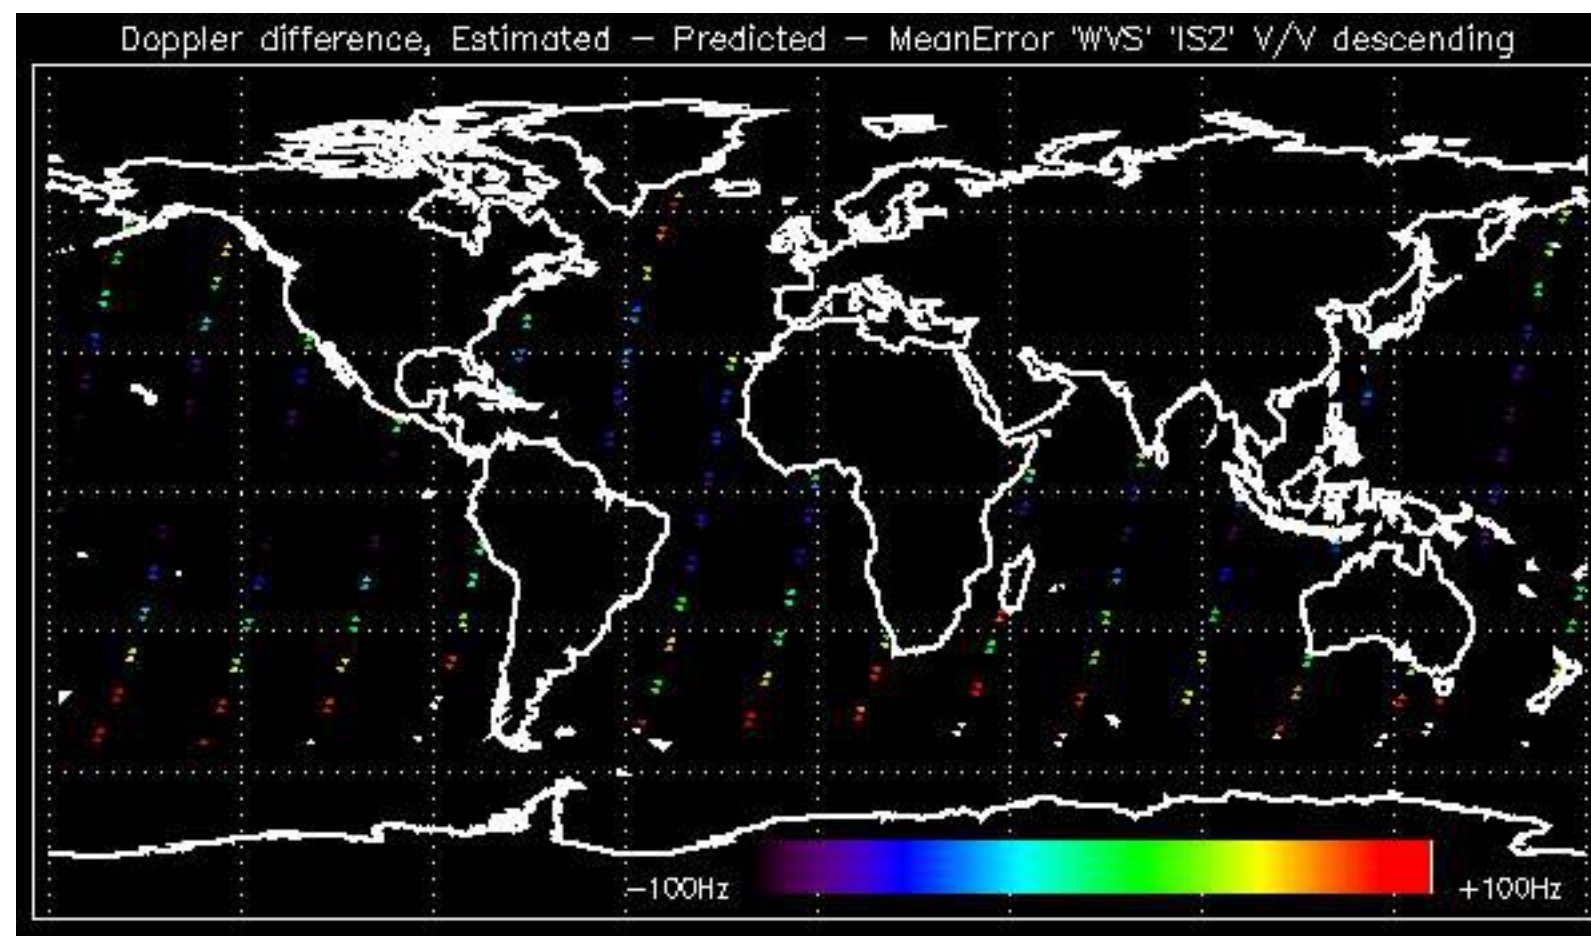 Doppler difference, Estimated – Predicted – MeanError 'WVS' 'IS2' V/V descending
–100Hz +100Hz